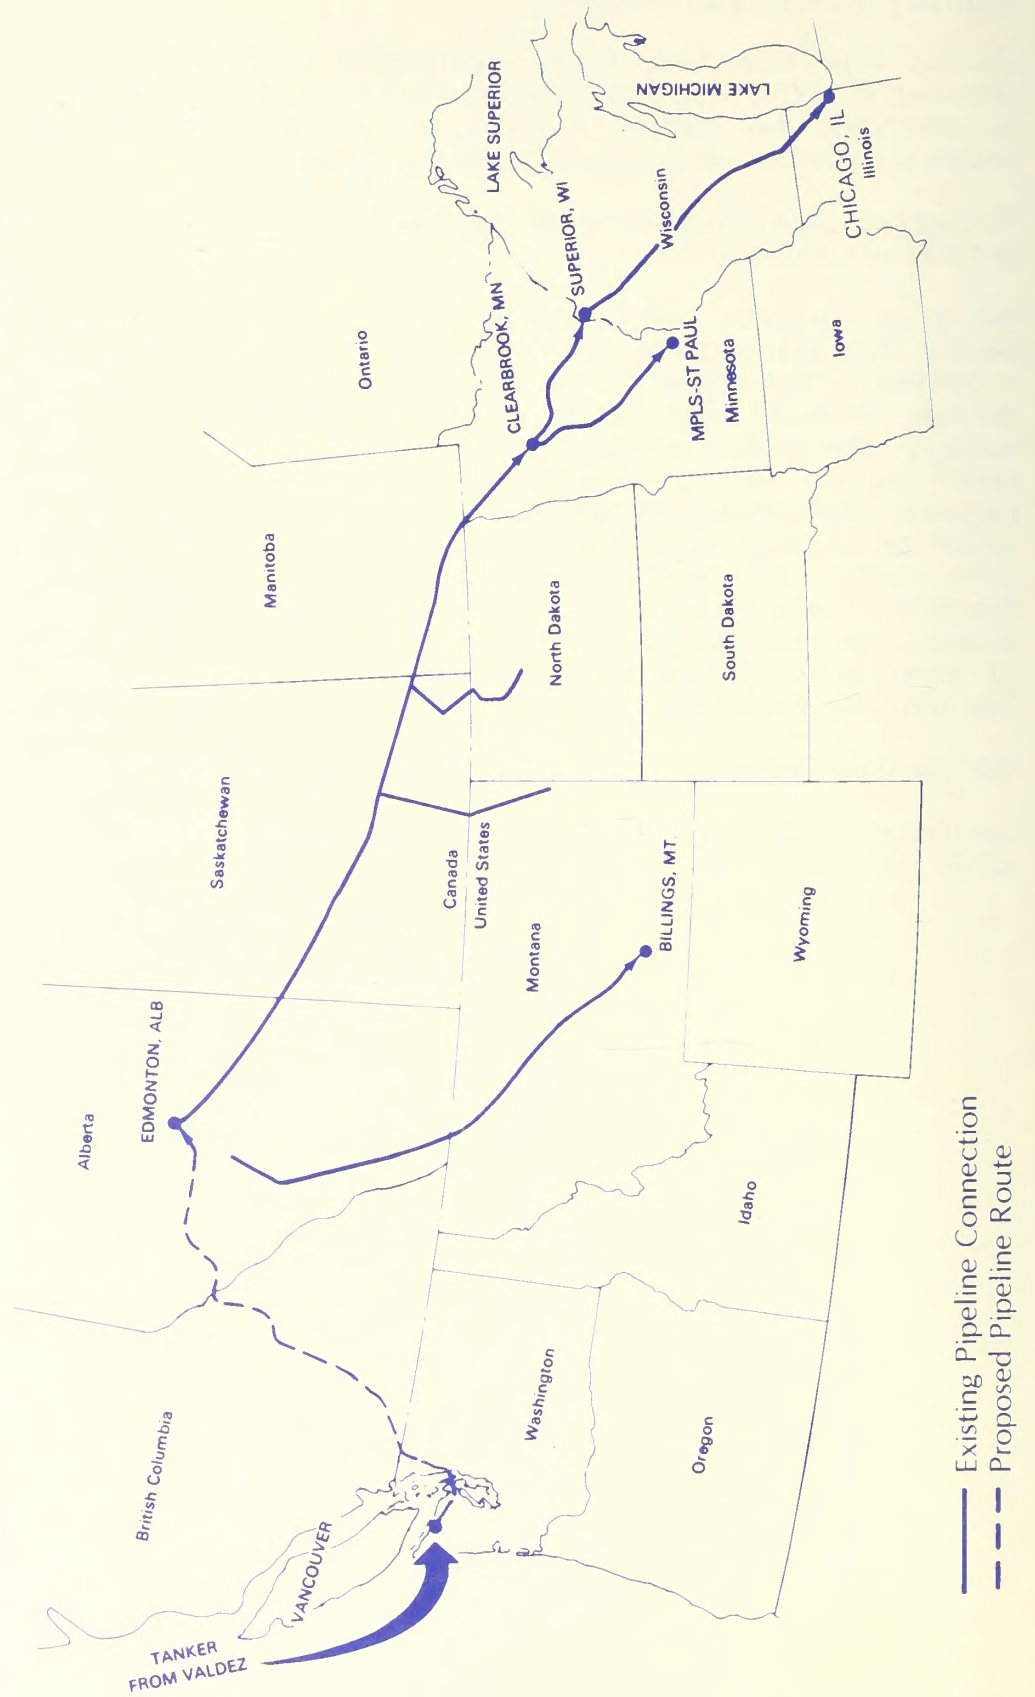 TANKER
FROM VALDEZ
VANCOUVER
British Columbia
Alberta
EDMONTON, ALB
Saskatchewan
Manitoba
Ontario
Canada
United States
Washington
Oregon
Idaho
Montana
BILLINGS, MT.
Wyoming
North Dakota
South Dakota
CLEARBROOK, MN
SUPERIOR, WI
LAKE SUPERIOR
MPLS-ST PAUL
Minnesota
Iowa
Wisconsin
LAKE MICHIGAN
CHICAGO, IL
Illinois
Existing Pipeline Connection
Proposed Pipeline Route